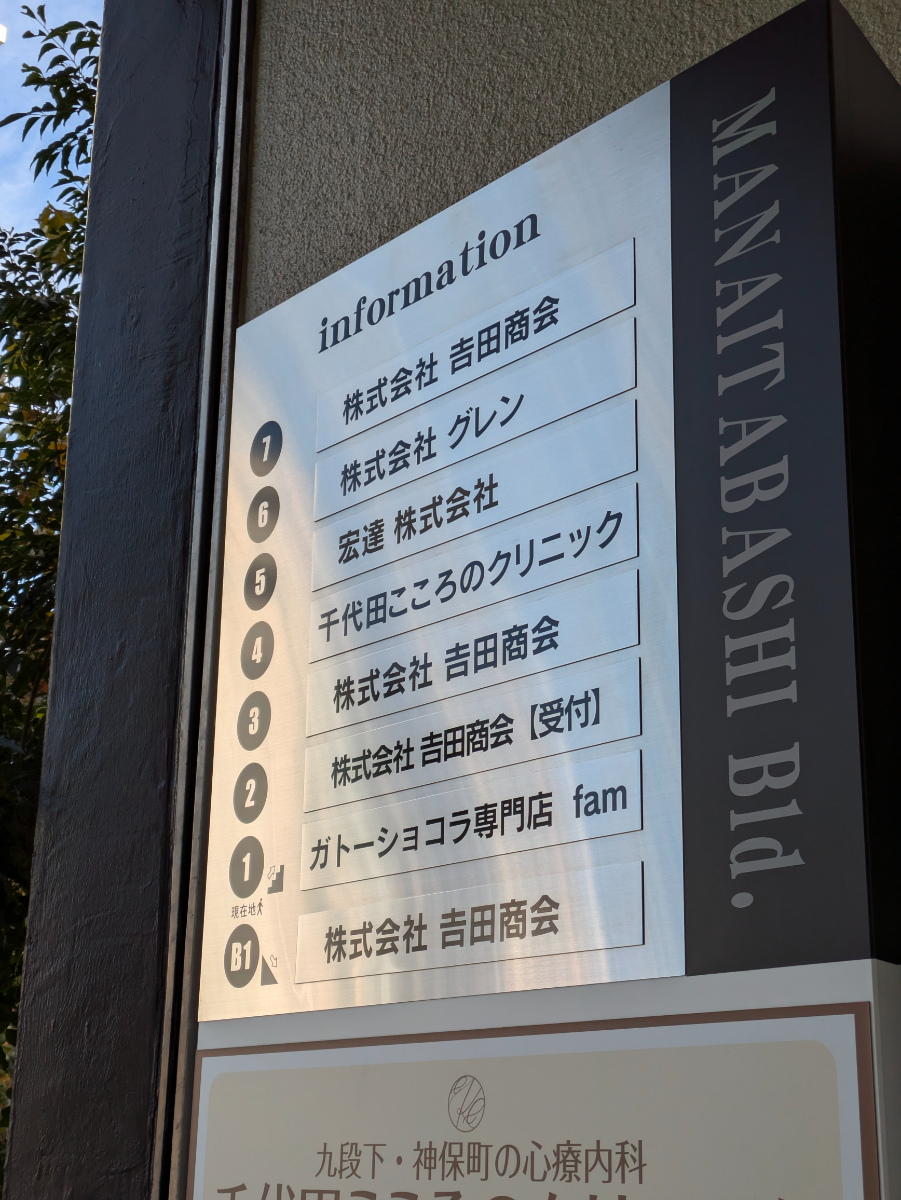 information
7 株式会社 𠮷田商会
6 株式会社 グレン
5 宏達 株式会社
4 千代田こころのクリニック
3 株式会社 𠮷田商会
2 株式会社 𠮷田商会【受付】
1 ガトーショコラ専門店 fam
現在地
B1 株式会社 𠮷田商会
MANAITABASHI Bld.
九段下・神保町の心療内科